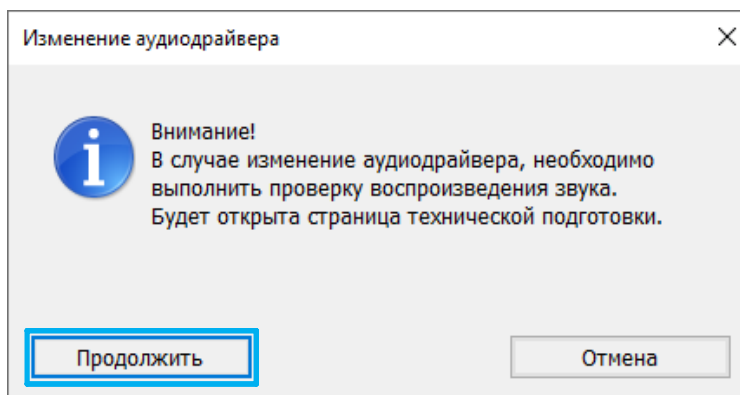 Изменение аудиодрайвера
Внимание!
В случае изменение аудиодрайвера, необходимо
выполнить проверку воспроизведения звука.
Будет открыта страница технической подготовки.
Продолжить
Отмена